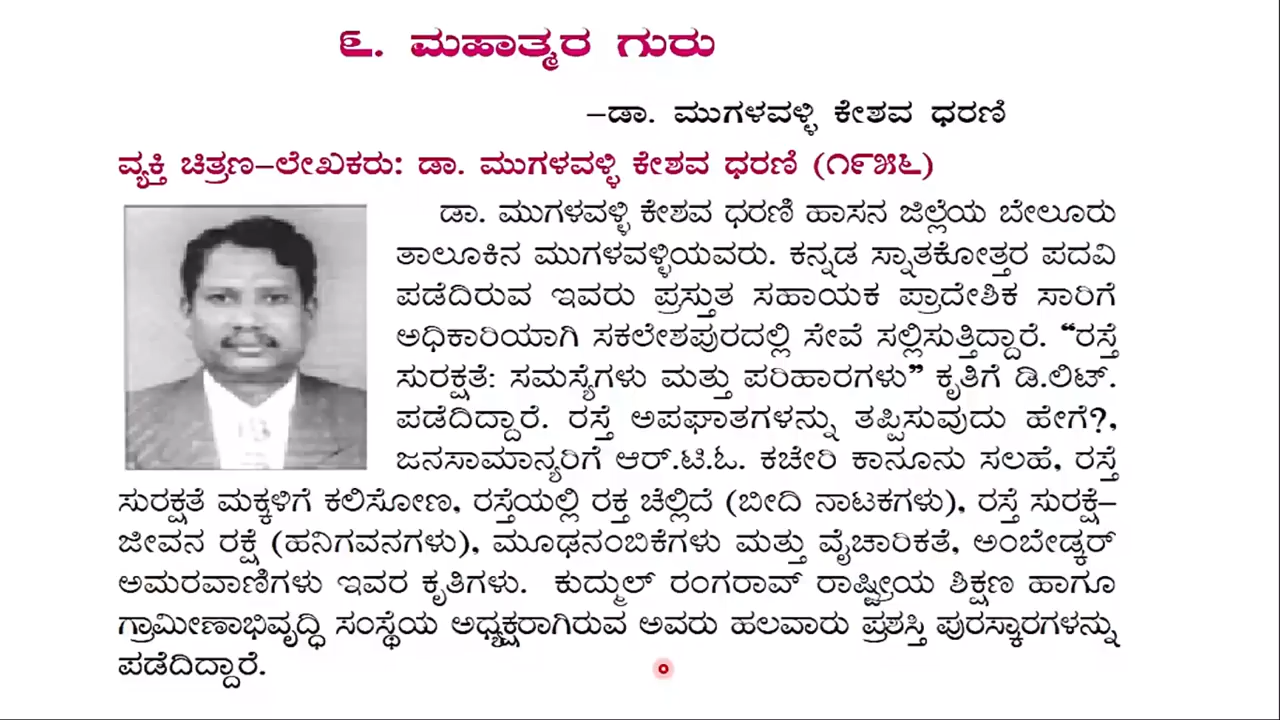 ೬. ಮಹಾತ್ಮರ ಗುರು
–ಡಾ. ಮುಗಳವಳ್ಳಿ ಕೇಶವ ಧರಣಿ
ವ್ಯಕ್ತಿ ಚಿತ್ರಣ–ಲೇಖಕರು: ಡಾ. ಮುಗಳವಳ್ಳಿ ಕೇಶವ ಧರಣಿ (೧೯೫೬)
ಡಾ. ಮುಗಳವಳ್ಳಿ ಕೇಶವ ಧರಣಿ ಹಾಸನ ಜಿಲ್ಲೆಯ ಬೇಲೂರು
ತಾಲೂಕಿನ ಮುಗಳವಳ್ಳಿಯವರು. ಕನ್ನಡ ಸ್ನಾತಕೋತ್ತರ ಪದವಿ
ಪಡೆದಿರುವ ಇವರು ಪ್ರಸ್ತುತ ಸಹಾಯಕ ಪ್ರಾದೇಶಿಕ ಸಾರಿಗೆ
ಅಧಿಕಾರಿಯಾಗಿ ಸಕಲೇಶಪುರದಲ್ಲಿ ಸೇವೆ ಸಲ್ಲಿಸುತ್ತಿದ್ದಾರೆ. “ರಸ್ತೆ
ಸುರಕ್ಷತೆ: ಸಮಸ್ಯೆಗಳು ಮತ್ತು ಪರಿಹಾರಗಳು” ಕೃತಿಗೆ ಡಿ.ಲಿಟ್.
ಪಡೆದಿದ್ದಾರೆ. ರಸ್ತೆ ಅಪಘಾತಗಳನ್ನು ತಪ್ಪಿಸುವುದು ಹೇಗೆ?,
ಜನಸಾಮಾನ್ಯರಿಗೆ ಆರ್.ಟಿ.ಓ. ಕಚೇರಿ ಕಾನೂನು ಸಲಹೆ, ರಸ್ತೆ
ಸುರಕ್ಷತೆ ಮಕ್ಕಳಿಗೆ ಕಲಿಸೋಣ, ರಸ್ತೆಯಲ್ಲಿ ರಕ್ತ ಚೆಲ್ಲಿದೆ (ಬೀದಿ ನಾಟಕಗಳು), ರಸ್ತೆ ಸುರಕ್ಷೆ–
ಜೀವನ ರಕ್ಷೆ (ಹನಿಗವನಗಳು), ಮೂಢನಂಬಿಕೆಗಳು ಮತ್ತು ವೈಚಾರಿಕತೆ, ಅಂಬೇಡ್ಕರ್
ಅಮರವಾಣಿಗಳು ಇವರ ಕೃತಿಗಳು. ಕುದ್ಮುಲ್ ರಂಗರಾವ್ ರಾಷ್ಟ್ರೀಯ ಶಿಕ್ಷಣ ಹಾಗೂ
ಗ್ರಾಮೀಣಾಭಿವೃದ್ಧಿ ಸಂಸ್ಥೆಯ ಅಧ್ಯಕ್ಷರಾಗಿರುವ ಅವರು ಹಲವಾರು ಪ್ರಶಸ್ತಿ ಪುರಸ್ಕಾರಗಳನ್ನು
ಪಡೆದಿದ್ದಾರೆ.